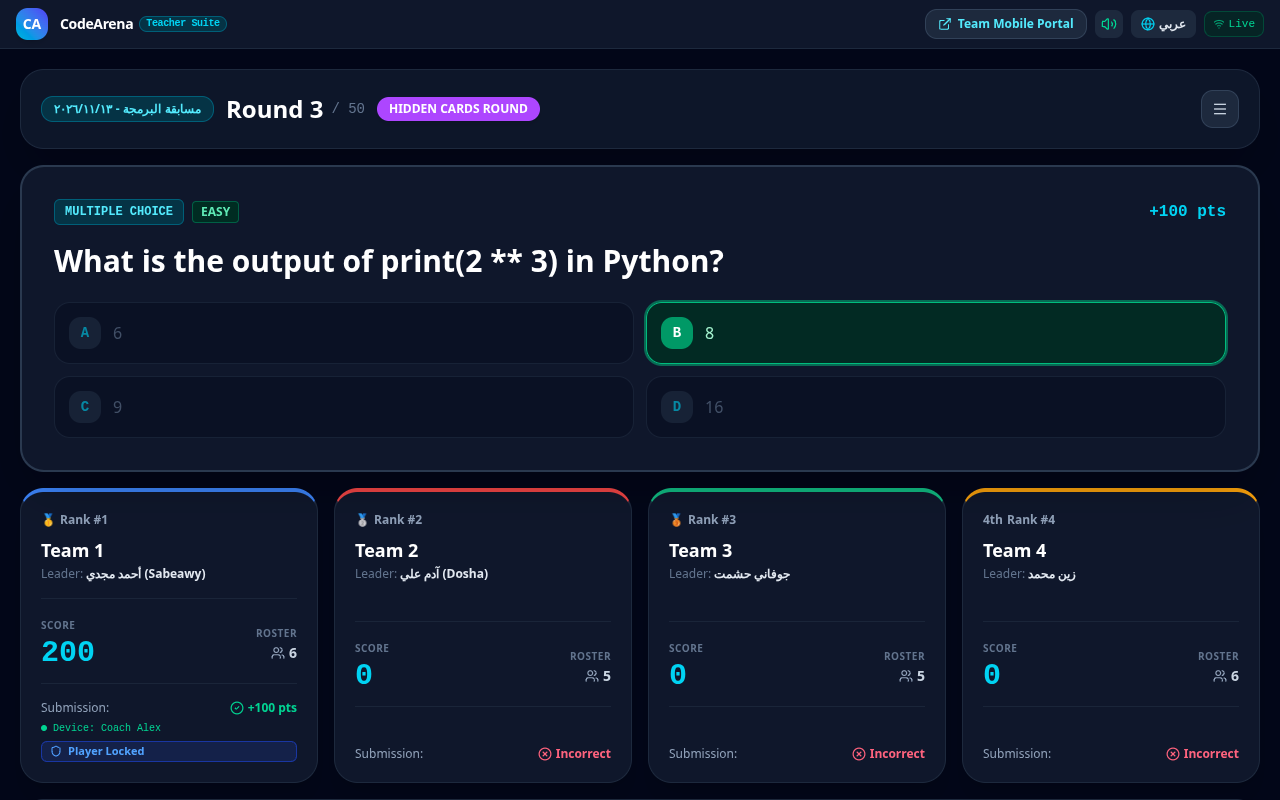 CA CodeArena Teacher Suite Team Mobile Portal عربي Live
مسابقة البرمجة - ٢٠٢٦/١١/١٣ Round 3 / 50 HIDDEN CARDS ROUND
MULTIPLE CHOICE EASY +100 pts
What is the output of print(2 ** 3) in Python?
A 6
B 8
C 9
D 16
🥇 Rank #1
Team 1
Leader: أحمد مجدي (Sabeawy)
SCORE
200
ROSTER
6
Submission: +100 pts
Device: Coach Alex
Player Locked
🥈 Rank #2
Team 2
Leader: آدم علي (Dosha)
SCORE
0
ROSTER
5
Submission: Incorrect
🥉 Rank #3
Team 3
Leader: جوفاني حشمت
SCORE
0
ROSTER
5
Submission: Incorrect
4th Rank #4
Team 4
Leader: زين محمد
SCORE
0
ROSTER
6
Submission: Incorrect